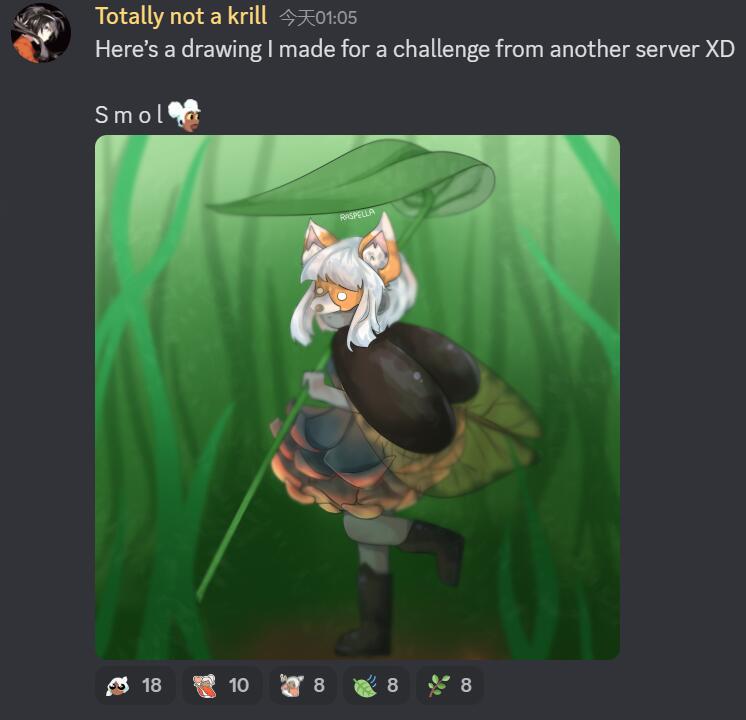 Totally not a krill 今天01:05
Here's a drawing I made for a challenge from another server XD
S m o l
RASPELLA
18 10 8 8 8